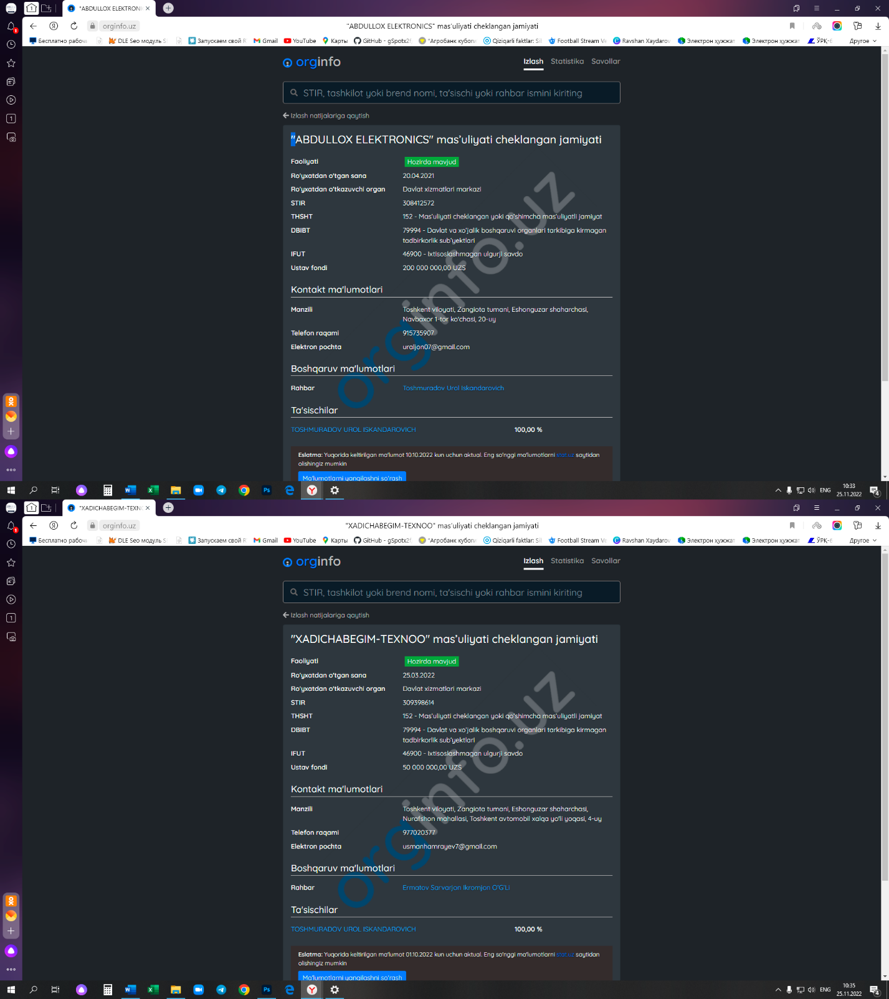 "ABDULLOX ELEKTRONIC
orginfo.uz
"ABDULLOX ELEKTRONICS" mas'uliyati cheklangan jamiyati
Бесплатно рабоч
DLE Seo модуль S
Запускаем свой R
Gmail
YouTube
Карты
GitHub - gSpotx2f
"Агробанк кубоги
Qiziqarli faktlar: Sil
Football Stream Ve
Ravshan Xaydarov
Электрон ҳужжат
Электрон ҳужжат
ЎРҚ-6
Другое
orginfo
Izlash Statistika Savollar
STIR, tashkilot yoki brend nomi, ta'sischi yoki rahbar ismini kiriting
Izlash natijalariga qaytish
"ABDULLOX ELEKTRONICS" mas'uliyati cheklangan jamiyati
Faoliyati Hozirda mavjud
Ro'yxatdan o'tgan sana 20.04.2021
Ro'yxatdan o'tkazuvchi organ Davlat xizmatlari markazi
STIR 308412572
THSHT 152 - Mas'uliyati cheklangan yoki qo'shimcha mas'uliyatli jamiyat
DBIBT 79994 - Davlat va xo'jalik boshqaruvi organlari tarkibiga kirmagan
tadbirkorlik sub'yektlari
IFUT 46900 - Ixtisoslashmagan ulgurji savdo
Ustav fondi 200 000 000,00 UZS
Kontakt ma'lumotlari
Manzili Toshkent viloyati, Zangiota tumani, Eshonguzar shaharchasi,
Navbaxor 1-tor ko'chasi, 20-uy
Telefon raqami 915735907
Elektron pochta uraljon07@gmail.com
Boshqaruv ma'lumotlari
Rahbar Toshmuradov Urol Iskandarovich
Ta'sischilar
TOSHMURADOV UROL ISKANDAROVICH 100,00 %
Eslatma: Yuqorida keltirilgan ma'lumot 10.10.2022 kun uchun aktual. Eng so'nggi ma'lumotlarni stat.uz saytidan
olishingiz mumkin
Ma'lumotlarni yangilashni so'rash
orginfo.uz
ENG
10:33
25.11.2022
"XADICHABEGIM-TEXNO
orginfo.uz
"XADICHABEGIM-TEXNOO" mas'uliyati cheklangan jamiyati
Бесплатно рабоч
DLE Seo модуль S
Запускаем свой R
Gmail
YouTube
Карты
GitHub - gSpotx2f
"Агробанк кубоги
Qiziqarli faktlar: Sil
Football Stream Ve
Ravshan Xaydarov
Электрон ҳужжат
Электрон ҳужжат
ЎРҚ-6
Другое
orginfo
Izlash Statistika Savollar
STIR, tashkilot yoki brend nomi, ta'sischi yoki rahbar ismini kiriting
Izlash natijalariga qaytish
"XADICHABEGIM-TEXNOO" mas'uliyati cheklangan jamiyati
Faoliyati Hozirda mavjud
Ro'yxatdan o'tgan sana 25.03.2022
Ro'yxatdan o'tkazuvchi organ Davlat xizmatlari markazi
STIR 309398614
THSHT 152 - Mas'uliyati cheklangan yoki qo'shimcha mas'uliyatli jamiyat
DBIBT 79994 - Davlat va xo'jalik boshqaruvi organlari tarkibiga kirmagan
tadbirkorlik sub'yektlari
IFUT 46900 - Ixtisoslashmagan ulgurji savdo
Ustav fondi 50 000 000,00 UZS
Kontakt ma'lumotlari
Manzili Toshkent viloyati, Zangiota tumani, Eshonguzar shaharchasi,
Nurafshon mahallasi, Toshkent avtomobil xalqa yo'li yoqasi, 4-uy
Telefon raqami 977020377
Elektron pochta usmanhamrayev7@gmail.com
Boshqaruv ma'lumotlari
Rahbar Ermatov Sarvarjon Ikromjon O'G'Li
Ta'sischilar
TOSHMURADOV UROL ISKANDAROVICH 100,00 %
Eslatma: Yuqorida keltirilgan ma'lumot 01.10.2022 kun uchun aktual. Eng so'nggi ma'lumotlarni stat.uz saytidan
olishingiz mumkin
Ma'lumotlarni yangilashni so'rash
orginfo.uz
ENG
10:35
25.11.2022